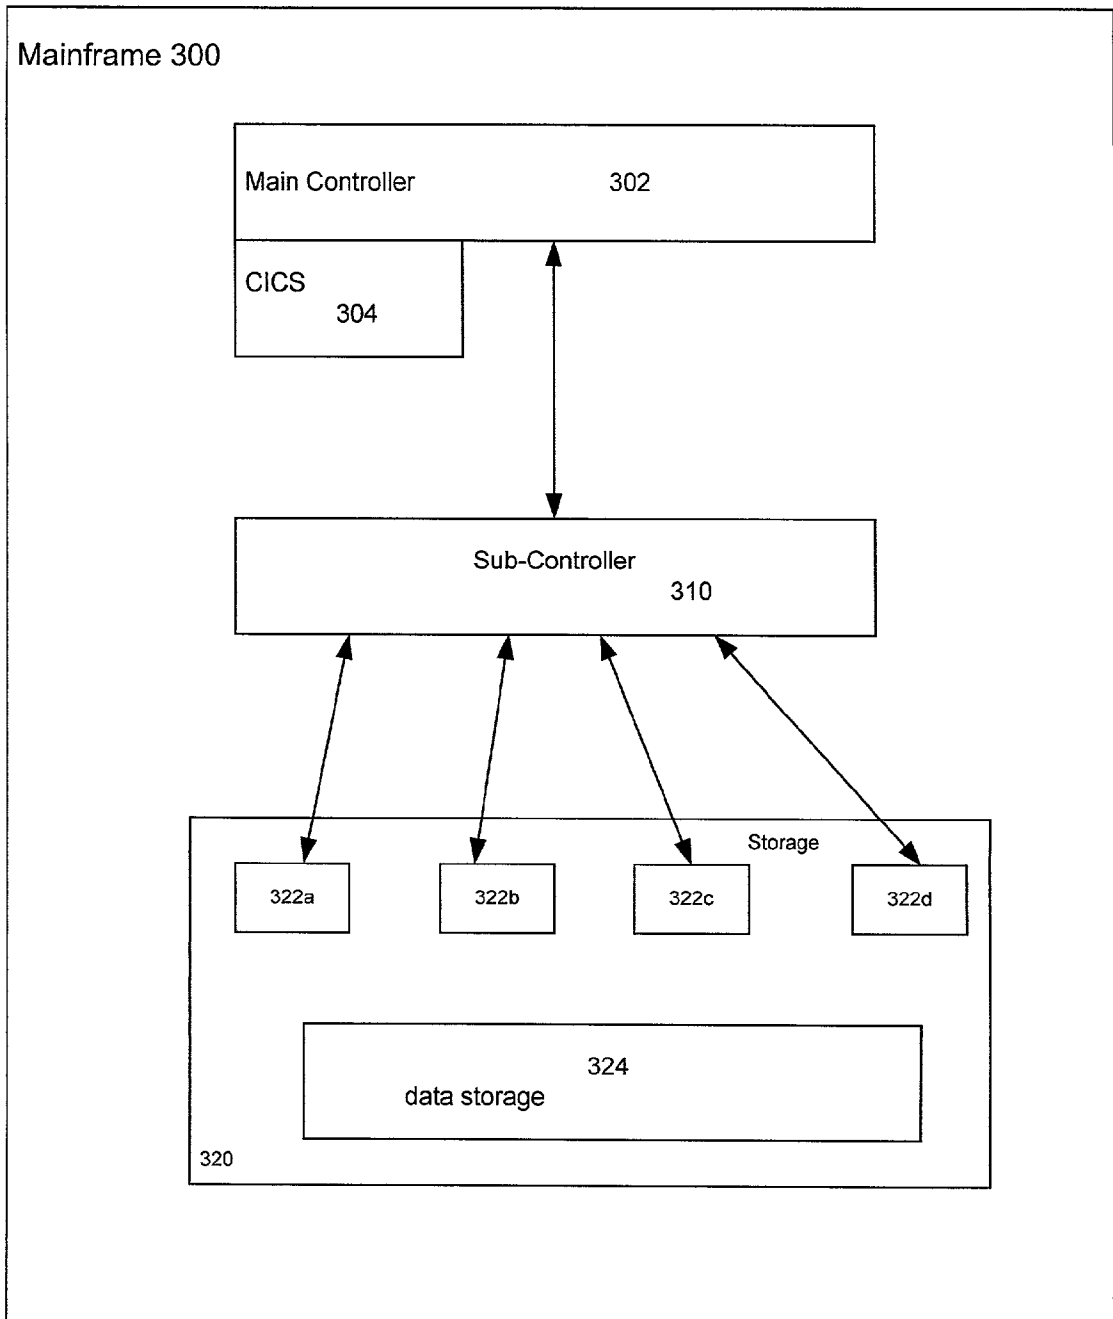 Mainframe 300
Main Controller 302
CICS
304
Sub-Controller
310
Storage
322a 322b 322c 322d
324
data storage
320